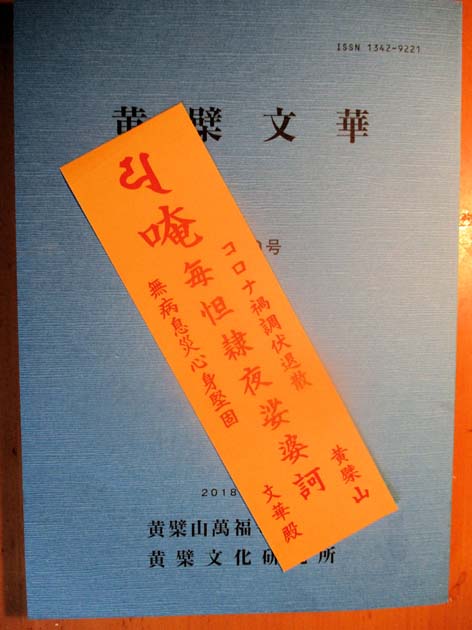 ISSN 1342-9221
黄檗文華
号
𑖧
唵毎怛隷夜娑婆訶
コロナ禍調伏退散
無病息災心身堅固
黄檗山
文華殿
2018
黄檗山萬福
黄檗文化研究所